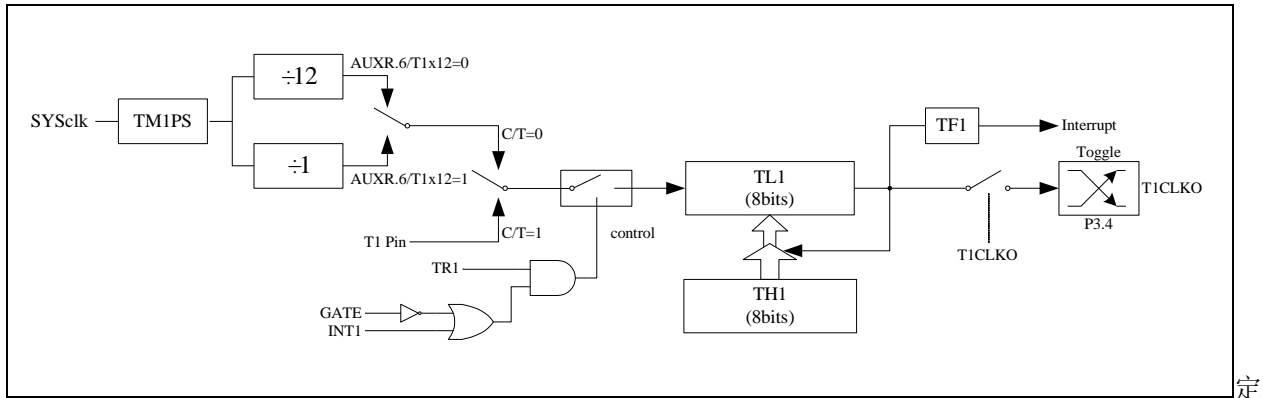 ÷12
AUXR.6/T1x12=0
SYSclk
TM1PS
÷1
AUXR.6/T1x12=1
C/T=0
T1 Pin
C/T=1
control
TR1
GATE
INT1
TL1
(8bits)
TH1
(8bits)
TF1
Interrupt
Toggle
T1CLKO
P3.4
T1CLKO
定